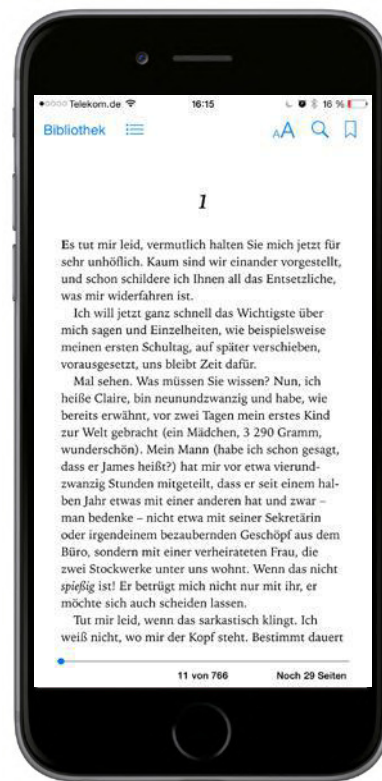 Telekom.de 16:15 16 %
Bibliothek AA
1
Es tut mir leid, vermutlich halten Sie mich jetzt für
sehr unhöflich. Kaum sind wir einander vorgestellt,
und schon schildere ich Ihnen all das Entsetzliche,
was mir widerfahren ist.
Ich will jetzt ganz schnell das Wichtigste über
mich sagen und Einzelheiten, wie beispielsweise
meinen ersten Schultag, auf später verschieben,
vorausgesetzt, uns bleibt Zeit dafür.
Mal sehen. Was müssen Sie wissen? Nun, ich
heiße Claire, bin neunundzwanzig und habe, wie
bereits erwähnt, vor zwei Tagen mein erstes Kind
zur Welt gebracht (ein Mädchen, 3 290 Gramm,
wunderschön). Mein Mann (habe ich schon gesagt,
dass er James heißt?) hat mir vor etwa vierund-
zwanzig Stunden mitgeteilt, dass er seit einem hal-
ben Jahr etwas mit einer anderen hat und zwar –
man bedenke – nicht etwa mit seiner Sekretärin
oder irgendeinem bezaubernden Geschöpf aus dem
Büro, sondern mit einer verheirateten Frau, die
zwei Stockwerke unter uns wohnt. Wenn das nicht
spießig ist! Er betrügt mich nicht nur mit ihr, er
möchte sich auch scheiden lassen.
Tut mir leid, wenn das sarkastisch klingt. Ich
weiß nicht, wo mir der Kopf steht. Bestimmt dauert
11 von 766 Noch 29 Seiten